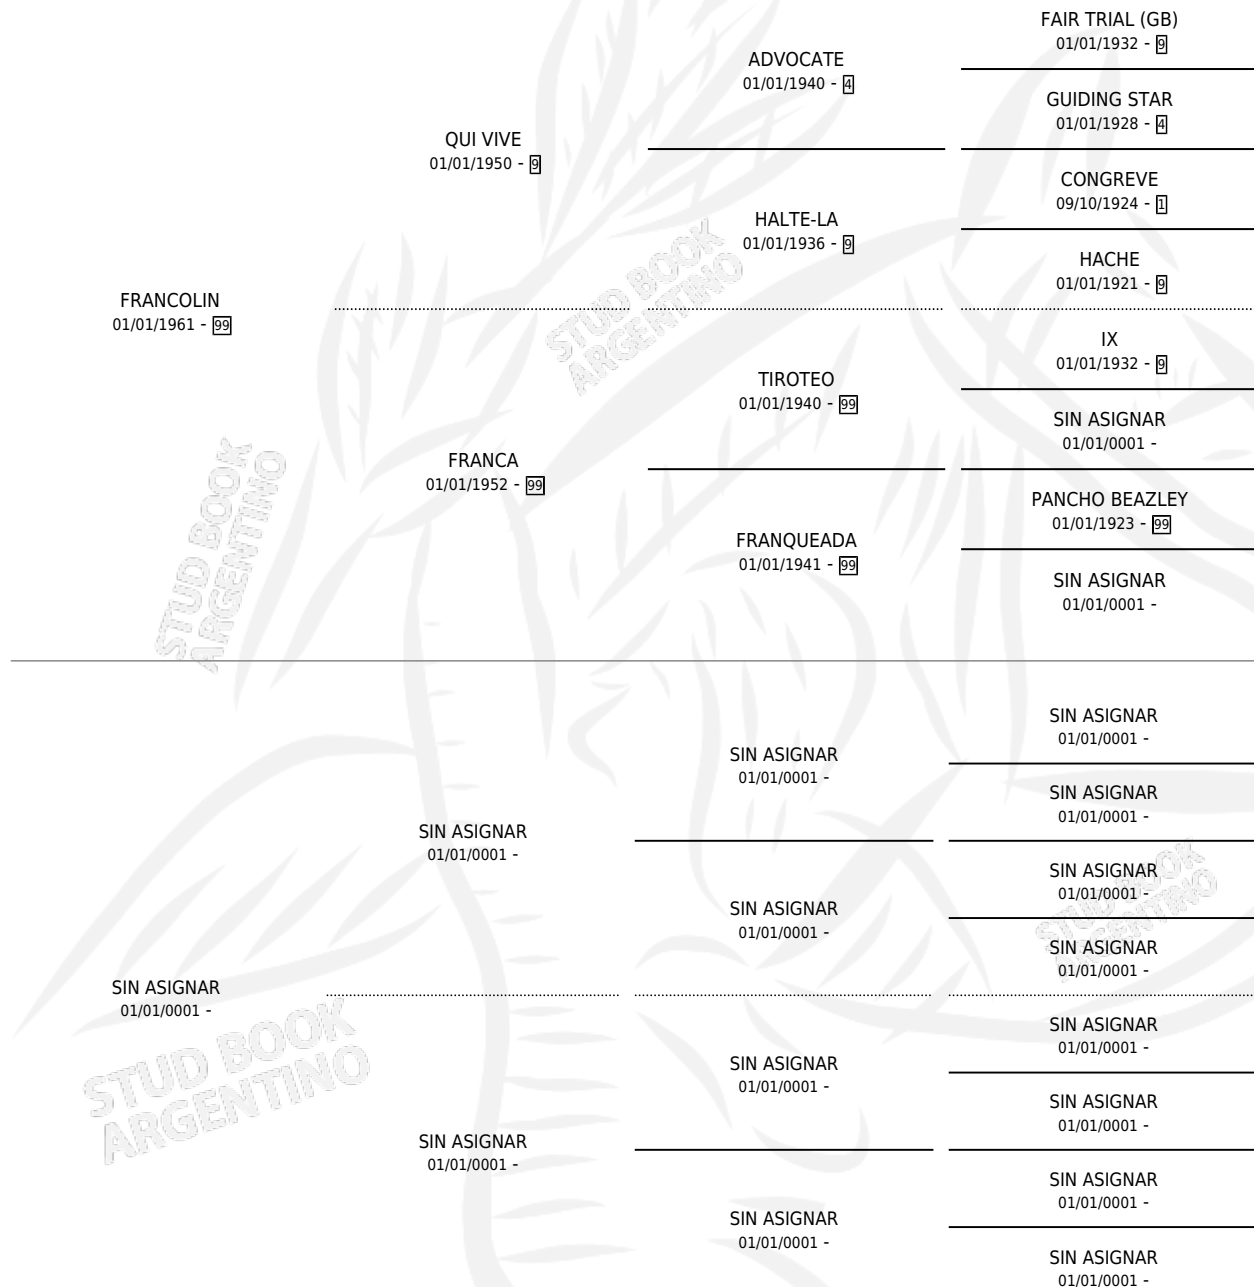 FRANCOLIN
01/01/1961 - 99
QUI VIVE
01/01/1950 - 9
FRANCA
01/01/1952 - 99
ADVOCATE
01/01/1940 - 4
HALTE-LA
01/01/1936 - 9
TIROTEO
01/01/1940 - 99
FRANQUEADA
01/01/1941 - 99
FAIR TRIAL (GB)
01/01/1932 - 9
GUIDING STAR
01/01/1928 - 4
CONGREVE
09/10/1924 - 1
HACHE
01/01/1921 - 9
IX
01/01/1932 - 9
SIN ASIGNAR
01/01/0001 -
PANCHO BEAZLEY
01/01/1923 - 99
SIN ASIGNAR
01/01/0001 -
SIN ASIGNAR
01/01/0001 -
SIN ASIGNAR
01/01/0001 -
SIN ASIGNAR
01/01/0001 -
SIN ASIGNAR
01/01/0001 -
SIN ASIGNAR
01/01/0001 -
SIN ASIGNAR
01/01/0001 -
SIN ASIGNAR
01/01/0001 -
SIN ASIGNAR
01/01/0001 -
SIN ASIGNAR
01/01/0001 -
SIN ASIGNAR
01/01/0001 -
SIN ASIGNAR
01/01/0001 -
SIN ASIGNAR
01/01/0001 -
SIN ASIGNAR
01/01/0001 -
SIN ASIGNAR
01/01/0001 -
SIN ASIGNAR
01/01/0001 -
STUD BOOK
ARGENTINO
STUD BOOK
ARGENTINO
STUD BOOK
ARGENTINO
STUD BOOK
ARGENTINO